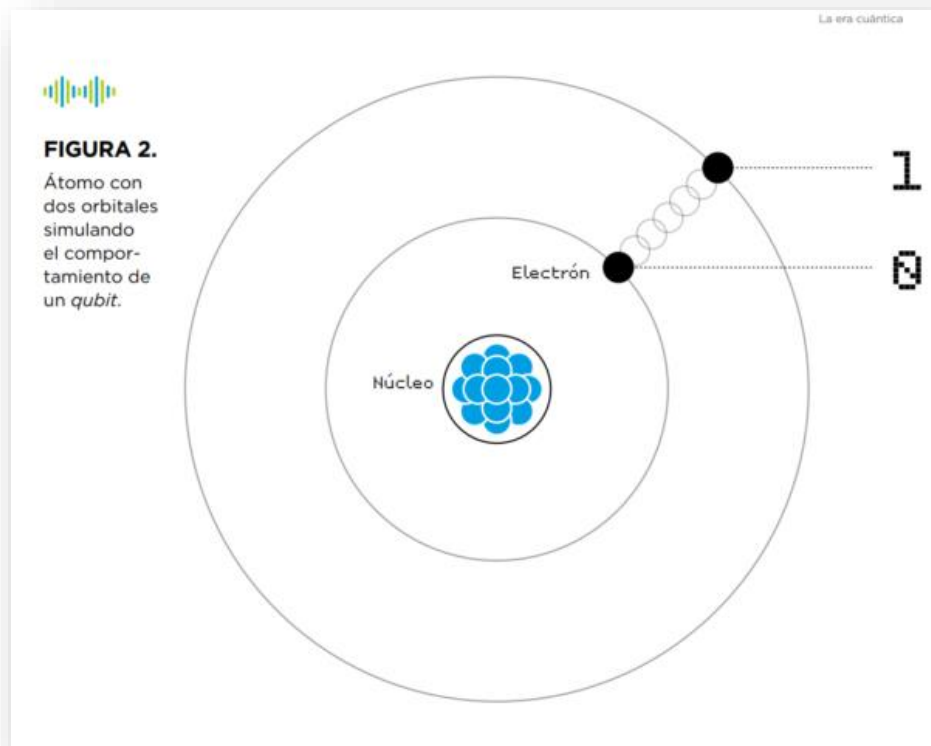 La era cuántica
FIGURA 2.
Átomo con
dos orbitales
simulando
el compor-
tamiento de
un qubit.
1
Electrón
0
Núcleo